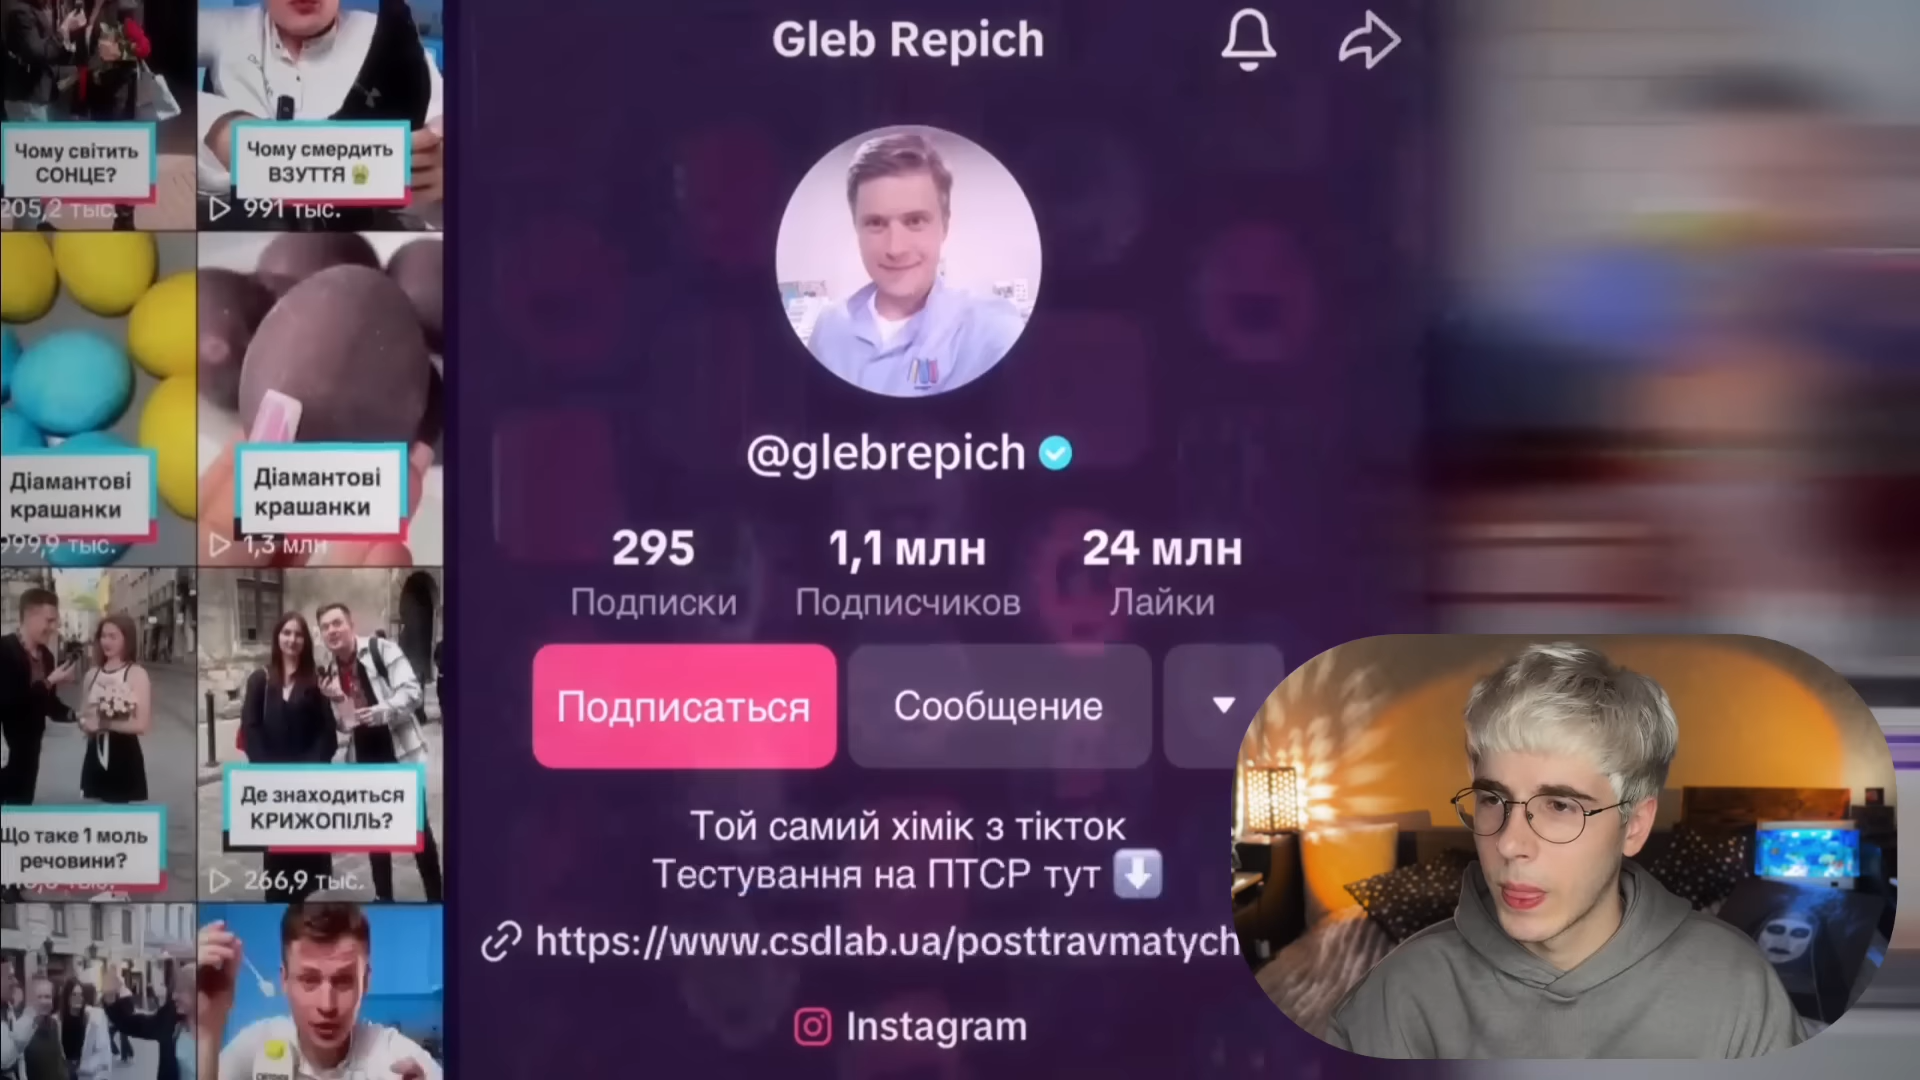 Чому світить
СОНЦЕ?
205,2 тыс.
Чому смердить
ВЗУТТЯ
991 тыс.
Діамантові
крашанки
999,9 тыс.
Діамантові
крашанки
1,3 млн
Що таке 1 моль
речовини?
Де знаходиться
КРИЖОПІЛЬ?
266,9 тыс.
Gleb Repich
@glebrepich
295
Подписки
1,1 млн
Подписчиков
24 млн
Лайки
Подписаться
Сообщение
Той самий хімік з тікток
Тестування на ПТСР тут
https://www.csdlab.ua/posttravmatych
Instagram